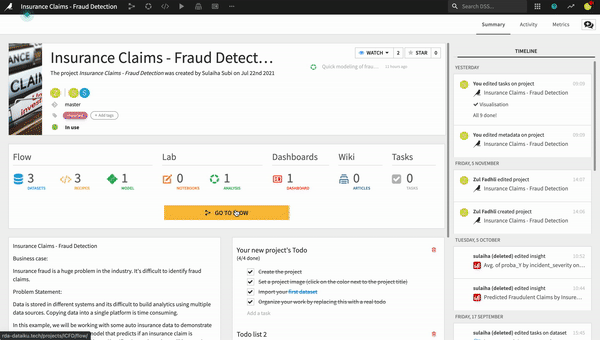 Insurance Claims - Fraud Detection
Search DSS...
Summary
Activity
Metrics
Insurance Claims - Fraud Detect...
The project Insurance Claims - Fraud Detection was created by Sulaiha Subi on Jul 22nd 2021
WATCH
2
STAR
0
Quick modeling of frau...
S
master
+ Add tags
In use
Flow
Lab
Dashboards
Wiki
Tasks
3
DATASETS
3
RECIPES
1
MODEL
0
NOTEBOOKS
1
ANALYSIS
1
DASHBOARD
0
ARTICLES
0
TASKS
GO TO FLOW
Insurance Claims - Fraud Detection
Business case:
Insurance fraud is a huge problem in the industry. It's difficult to identify fraud
claims.
Problem Statement:
Data is stored in different systems and its difficult to build analytics using multiple
data sources. Copying data into a single platform is time consuming.
In this example, we will be working with some auto insurance data to demonstrate
model that predicts if an insurance claim is
rda-dataiku.tech/projects/ICFD/flow/
Your new project's Todo
(4/4 done)
Create the project
Set a project image (click on the color next to the project title)
Import your first dataset
Organize your work by replacing this with a real todo
Add a task
Todo list 2
TIMELINE
YESTERDAY
You edited tasks on project
09:09
Insurance Claims - Fraud Detection
Visualisation
All 9 done!
You edited metadata on project
09:09
Insurance Claims - Fraud Detection
FRIDAY, 5 NOVEMBER
Zul Fadhli edited project
14:07
Insurance Claims - Fraud Detection
Zul Fadhli created project
14:06
Insurance Claims - Fraud Detection
TUESDAY, 5 OCTOBER
sulaiha (deleted) edited insight
10:52
Avg. of proba_Y by incident_severity on...
sulaiha (deleted) edited insight
10:44
Predicted Fraudulent Claims by Insure...
FRIDAY, 17 SEPTEMBER
sulaiha (deleted) edited tasks on dataset